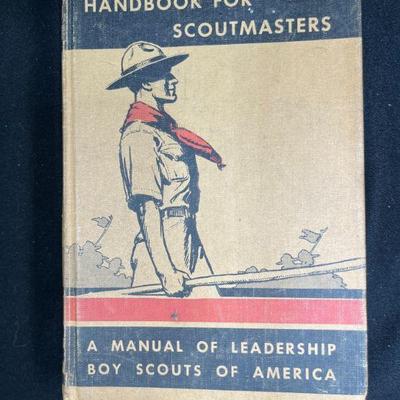 HANDBOOK FOR
SCOUTMASTERS
A MANUAL OF LEADERSHIP
BOY SCOUTS OF AMERICA